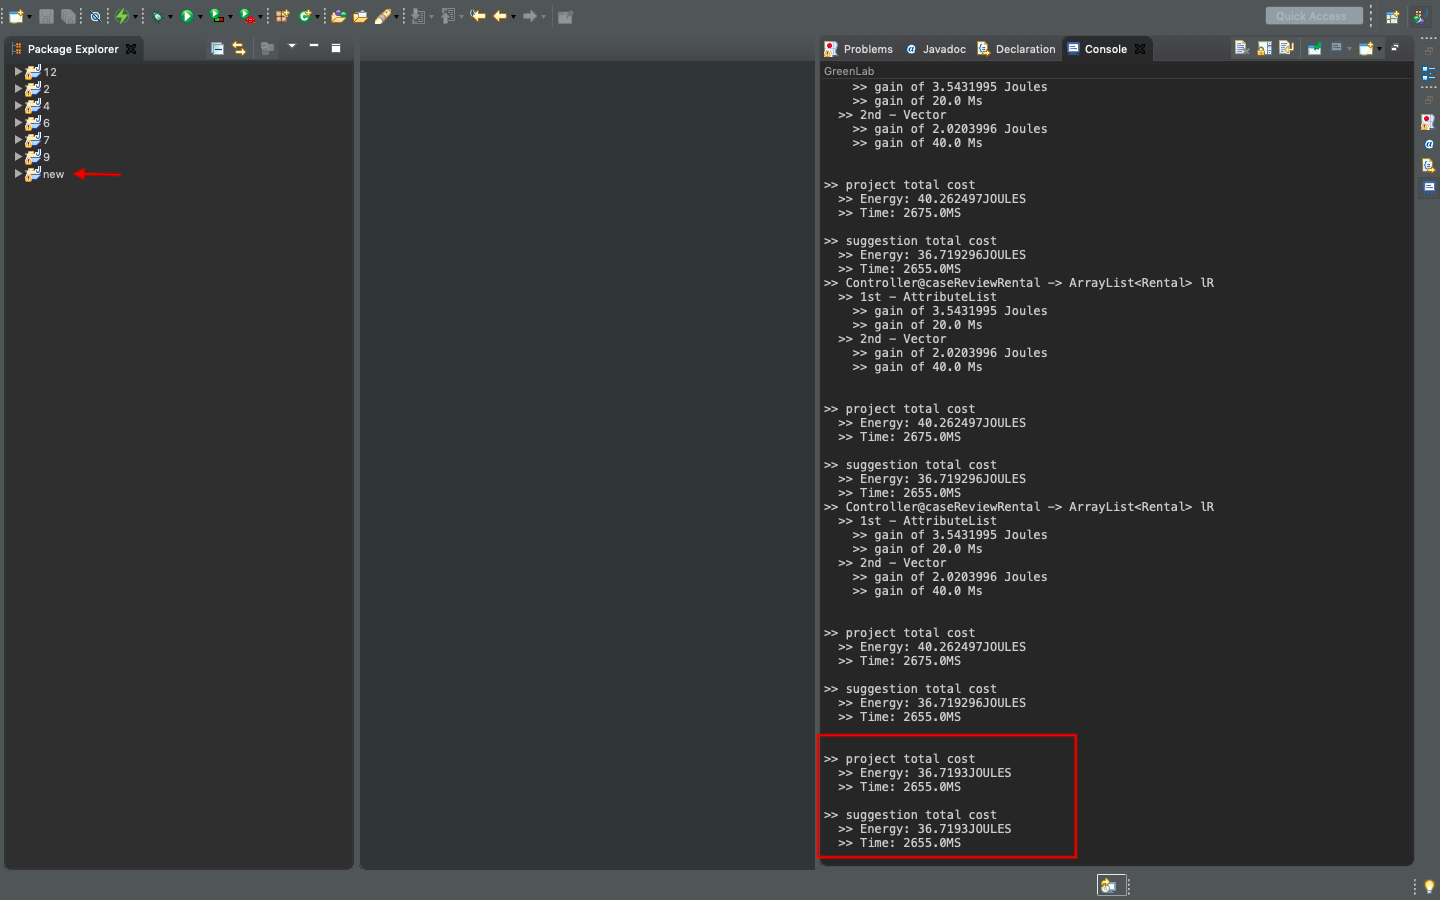 Quick Access
Package Explorer
12
2
4
6
7
9
new
Problems
@ Javadoc
Declaration
Console
GreenLab
>> gain of 3.5431995 Joules
>> gain of 20.0 Ms
>> 2nd - Vector
>> gain of 2.0203996 Joules
>> gain of 40.0 Ms
>> project total cost
>> Energy: 40.262497JOULES
>> Time: 2675.0MS
>> suggestion total cost
>> Energy: 36.719296JOULES
>> Time: 2655.0MS
>> Controller@caseReviewRental -> ArrayList<Rental> lR
>> 1st - AttributeList
>> gain of 3.5431995 Joules
>> gain of 20.0 Ms
>> 2nd - Vector
>> gain of 2.0203996 Joules
>> gain of 40.0 Ms
>> project total cost
>> Energy: 40.262497JOULES
>> Time: 2675.0MS
>> suggestion total cost
>> Energy: 36.719296JOULES
>> Time: 2655.0MS
>> Controller@caseReviewRental -> ArrayList<Rental> lR
>> 1st - AttributeList
>> gain of 3.5431995 Joules
>> gain of 20.0 Ms
>> 2nd - Vector
>> gain of 2.0203996 Joules
>> gain of 40.0 Ms
>> project total cost
>> Energy: 40.262497JOULES
>> Time: 2675.0MS
>> suggestion total cost
>> Energy: 36.719296JOULES
>> Time: 2655.0MS
>> project total cost
>> Energy: 36.7193JOULES
>> Time: 2655.0MS
>> suggestion total cost
>> Energy: 36.7193JOULES
>> Time: 2655.0MS